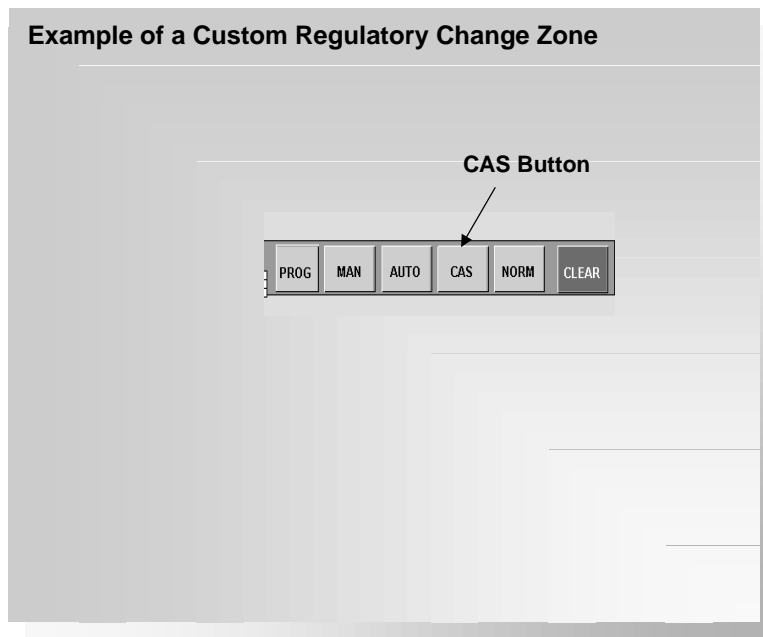 Example of a Custom Regulatory Change Zone
CAS Button
PROG MAN AUTO CAS NORM CLEAR